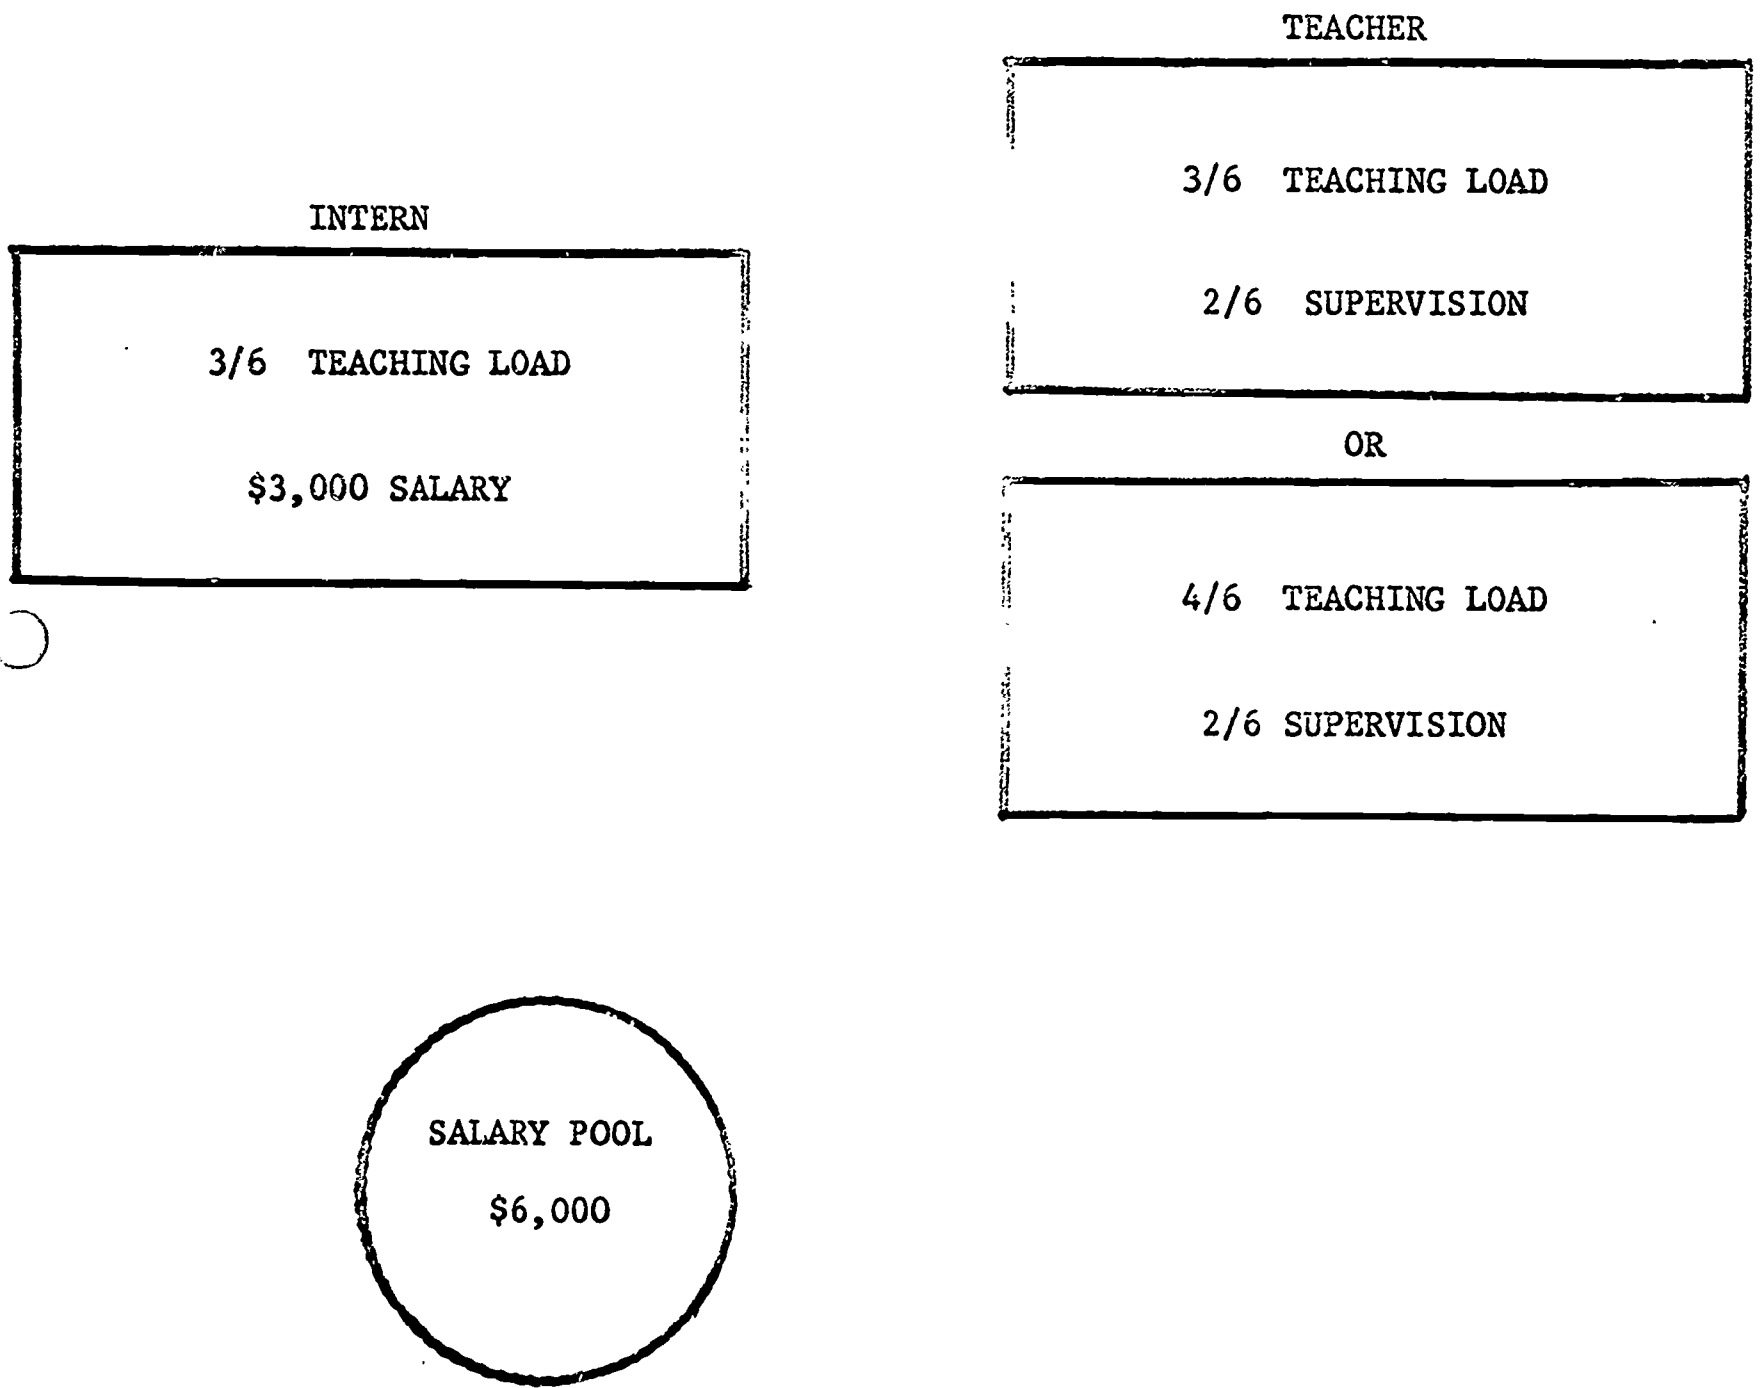 INTERN
3/6 TEACHING LOAD
$3,000 SALARY
TEACHER
3/6 TEACHING LOAD
2/6 SUPERVISION
OR
4/6 TEACHING LOAD
2/6 SUPERVISION
SALARY POOL
$6,000